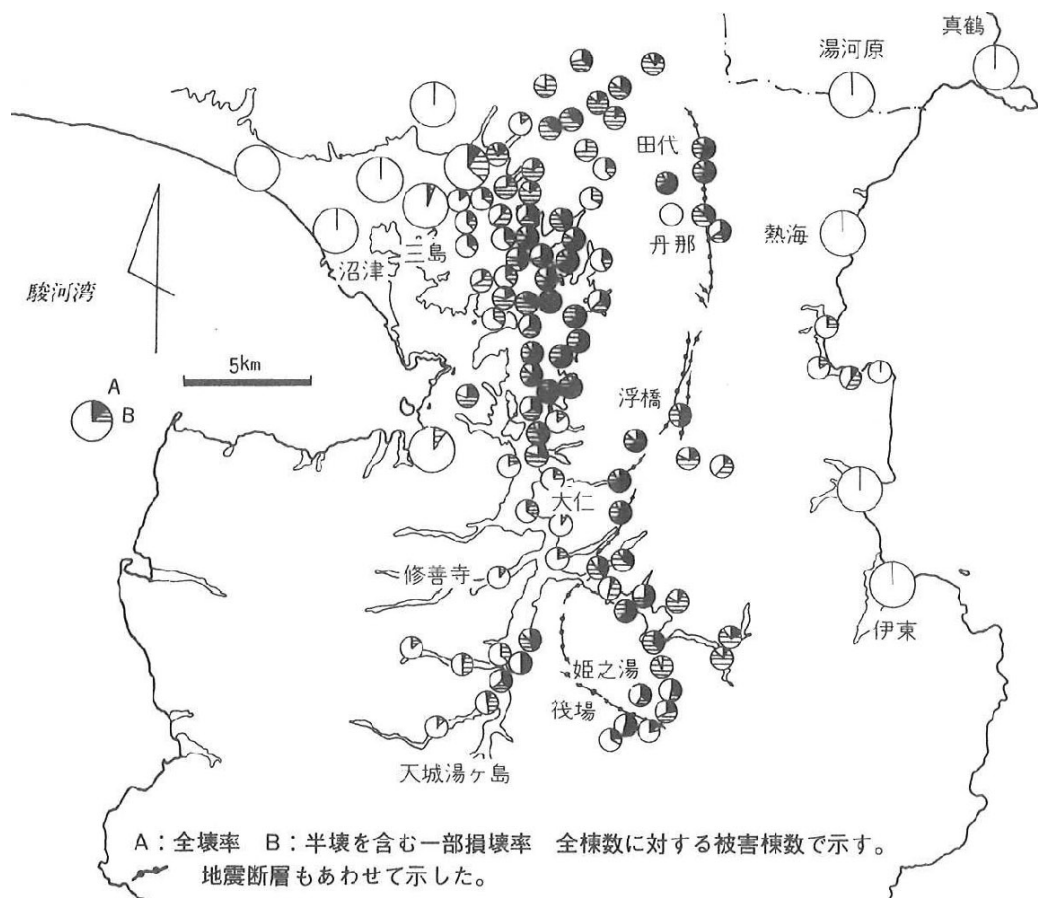 真鶴
湯河原
田代
丹那
熱海
三島
沼津
駿河湾
5km
A
B
浮橋
大仁
修善寺
伊東
姫之湯
筏場
天城湯ヶ島
A:全壊率 B:半壊を含む一部損壊率 全棟数に対する被害棟数で示す。
地震断層もあわせて示した。